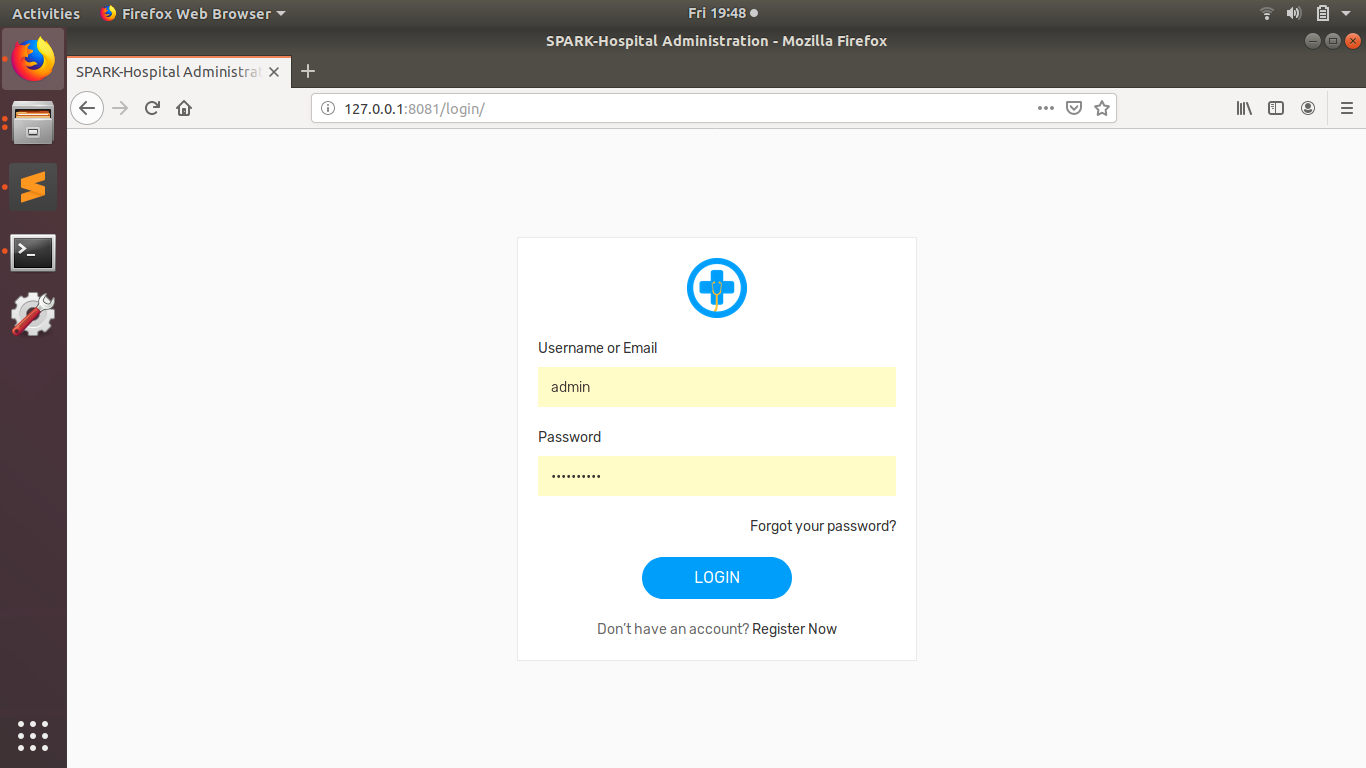 Activities Firefox Web Browser Fri 19:48
SPARK-Hospital Administration - Mozilla Firefox
SPARK-Hospital Administrat
127.0.0.1:8081/login/
Username or Email
admin
Password
••••••••••
Forgot your password?
LOGIN
Don't have an account? Register Now